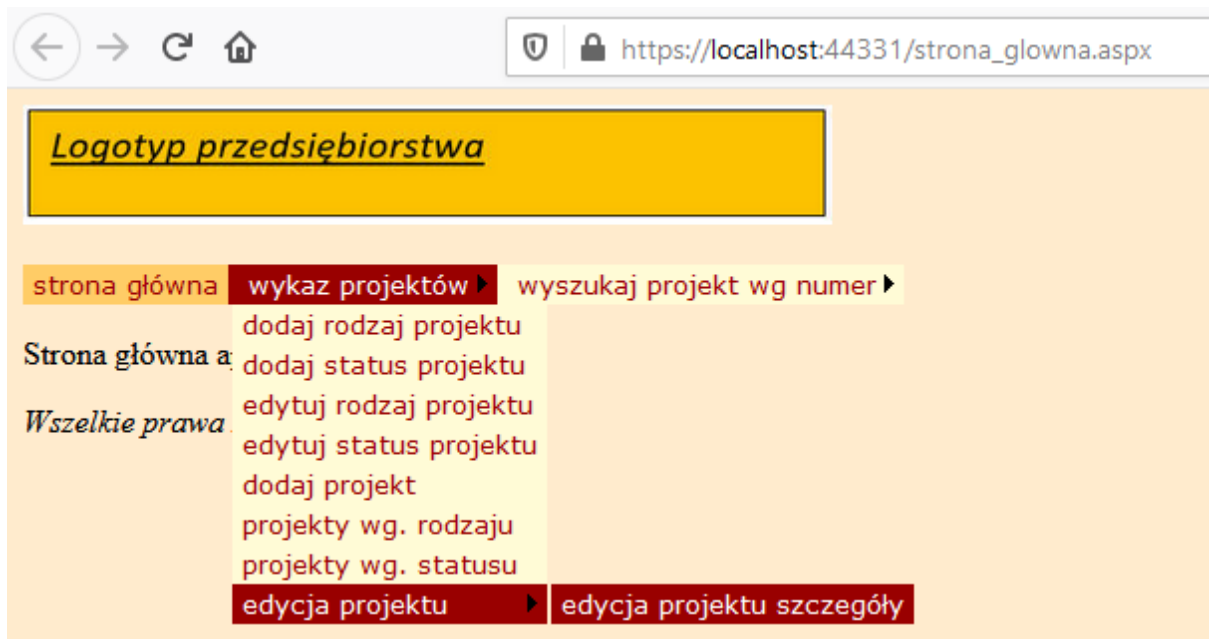 https://localhost:44331/strona_glowna.aspx
Logotyp przedsiębiorstwa
strona główna wykaz projektów wyszukaj projekt wg numer
dodaj rodzaj projektu
Strona główna
dodaj status projektu
edytuj rodzaj projektu
Wszelkie prawa
edytuj status projektu
dodaj projekt
projekty wg. rodzaju
projekty wg. statusu
edycja projektu edycja projektu szczegóły